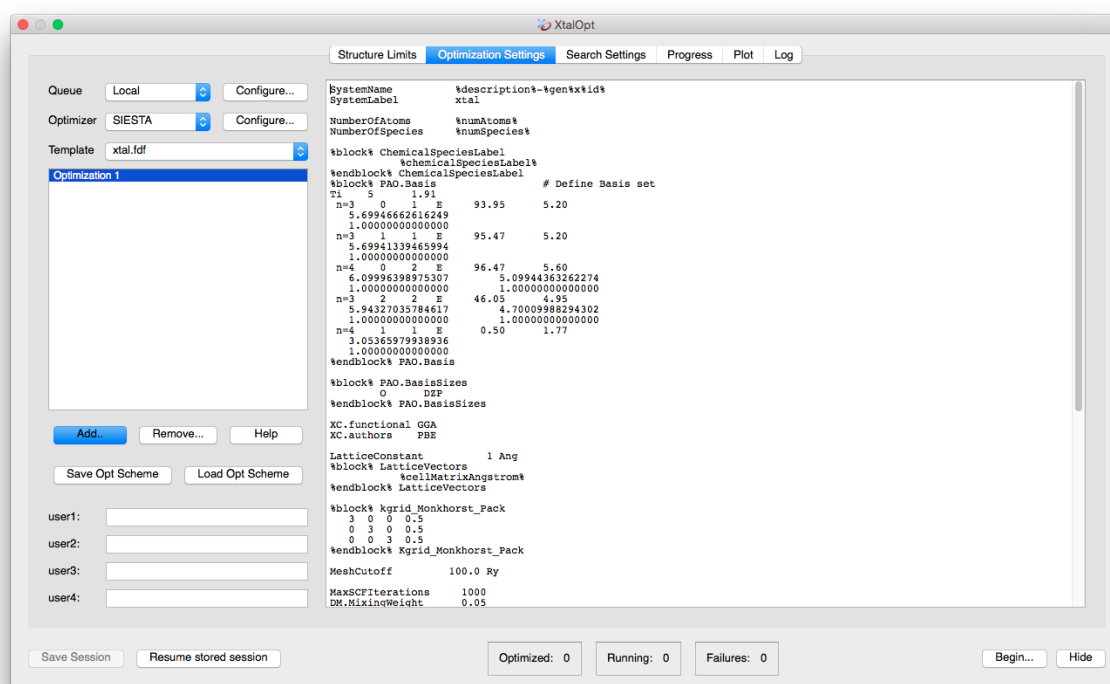 XtalOpt
Structure Limits Optimization Settings Search Settings Progress Plot Log
Queue Local Configure...
Optimizer SIESTA Configure...
Template xtal.fdf
Optimization 1
Add.. Remove... Help
Save Opt Scheme Load Opt Scheme
user1:
user2:
user3:
user4:
SystemName %description%-%gen%x%id%
SystemLabel xtal
NumberOfAtoms %numAtoms%
NumberOfSpecies %numSpecies%
%block% ChemicalSpeciesLabel
%chemicalSpeciesLabel%
%endblock% ChemicalSpeciesLabel
%block% PAO.Basis # Define Basis set
Ti 5 1.91
n=3 0 1 E 93.95 5.20
5.69946662616249
1.00000000000000
n=3 1 1 E 95.47 5.20
5.69941339465994
1.00000000000000
n=4 0 2 E 96.47 5.60
6.09996398975307 5.09944363262274
1.00000000000000 1.00000000000000
n=3 2 2 E 46.05 4.95
5.94327035784617 4.70009988294302
1.00000000000000 1.00000000000000
n=4 1 1 E 0.50 1.77
3.05365979938936
1.00000000000000
%endblock% PAO.Basis
%block% PAO.BasisSizes
O DZP
%endblock% PAO.BasisSizes
XC.functional GGA
XC.authors PBE
LatticeConstant 1 Ang
%block% LatticeVectors
%cellMatrixAngstrom%
%endblock% LatticeVectors
%block% kgrid_Monkhorst_Pack
3 0 0 0.5
0 3 0 0.5
0 0 3 0.5
%endblock% Kgrid_Monkhorst_Pack
MeshCutoff 100.0 Ry
MaxSCFIterations 1000
DM.MixingWeight 0.05
Save Session Resume stored session Optimized: 0 Running: 0 Failures: 0 Begin... Hide